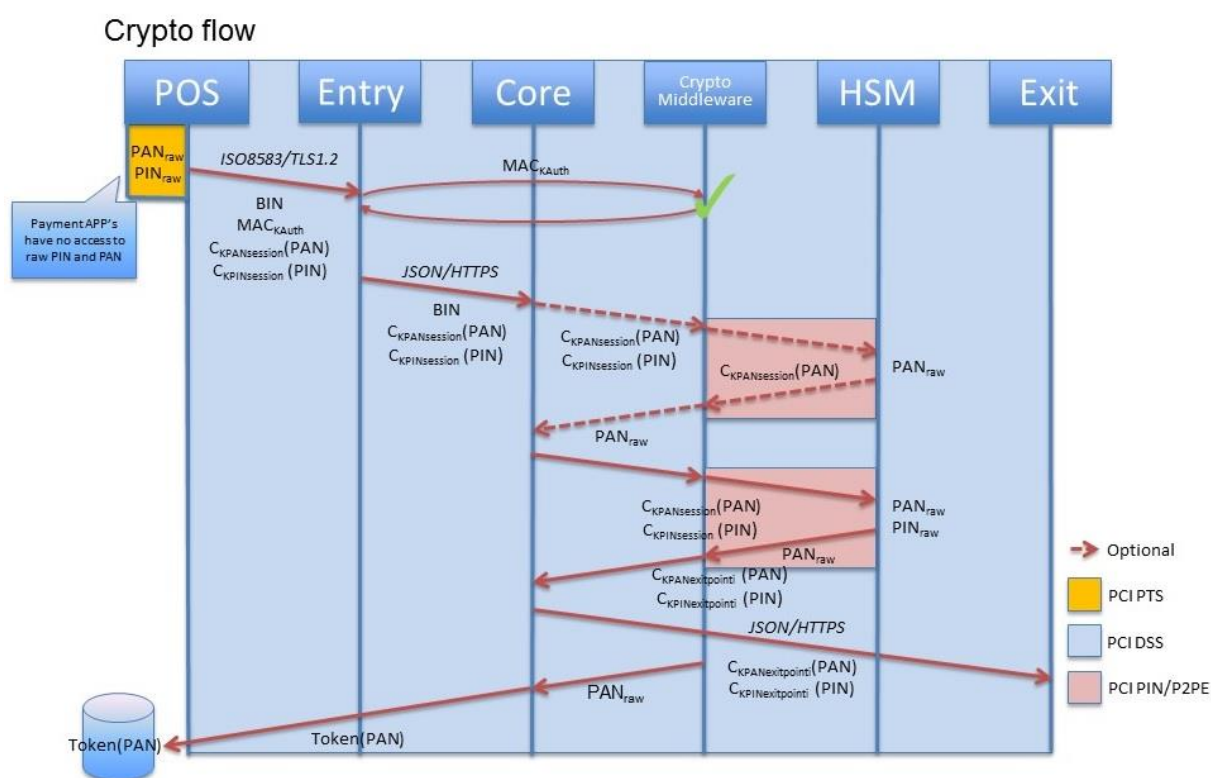 Crypto flow
POS
Entry
Core
Crypto
Middleware
HSM
Exit
PANraw
PINraw
ISO8583/TLS1.2
MACKAuth
Payment APP's
have no access to
raw PIN and PAN
BIN
MACKAuth
CKPANsession(PAN)
CKPINsession (PIN)
JSON/HTTPS
BIN
CKPANsession(PAN)
CKPINsession (PIN)
CKPANsession(PAN)
CKPINsession (PIN)
CKPANsession(PAN)
PANraw
PANraw
CKPANsession(PAN)
CKPINsession (PIN)
PANraw
PINraw
PANraw
CKPANexitpointi (PAN)
CKPINexitpointi (PIN)
JSON/HTTPS
CKPANexitpointi(PAN)
CKPINexitpointi (PIN)
PANraw
Token(PAN)
Token(PAN)
Optional
PCI PTS
PCI DSS
PCI PIN/P2PE